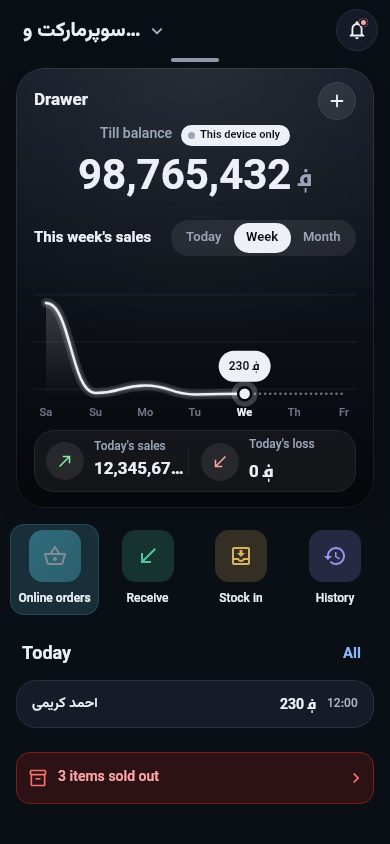 سوپرمارکت و...
Drawer
Till balance This device only
98,765,432 ؋
This week's sales Today Week Month
230 ؋
Sa Su Mo Tu We Th Fr
Today's sales Today's loss
12,345,67... 0 ؋
Online orders Receive Stock in History
Today All
احمد کریمی 230 ؋ 12:00
3 items sold out